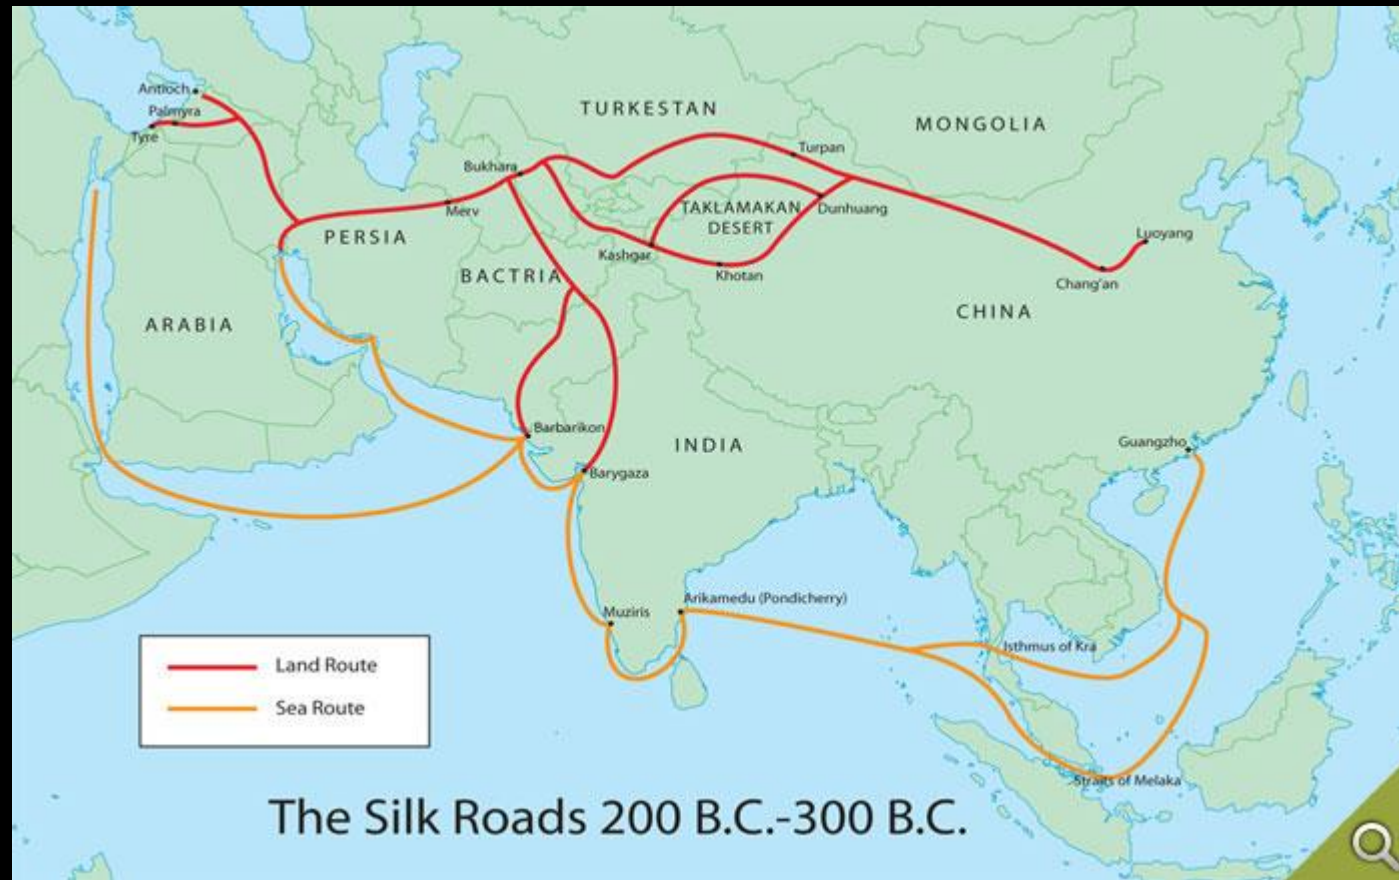 Antioch
Palmyra
Tyre
TURKESTAN
MONGOLIA
Turpan
Bukhara
Merv
TAKLAMAKAN
DESERT
Dunhuang
PERSIA
Kashgar
Khotan
Luoyang
Chang'an
BACTRIA
CHINA
ARABIA
Barbarikon
INDIA
Guangzho
Barygaza
Muziris
Arikamedu (Pondicherry)
Isthmus of Kra
Land Route
Sea Route
Straits of Melaka
The Silk Roads 200 B.C.-300 B.C.